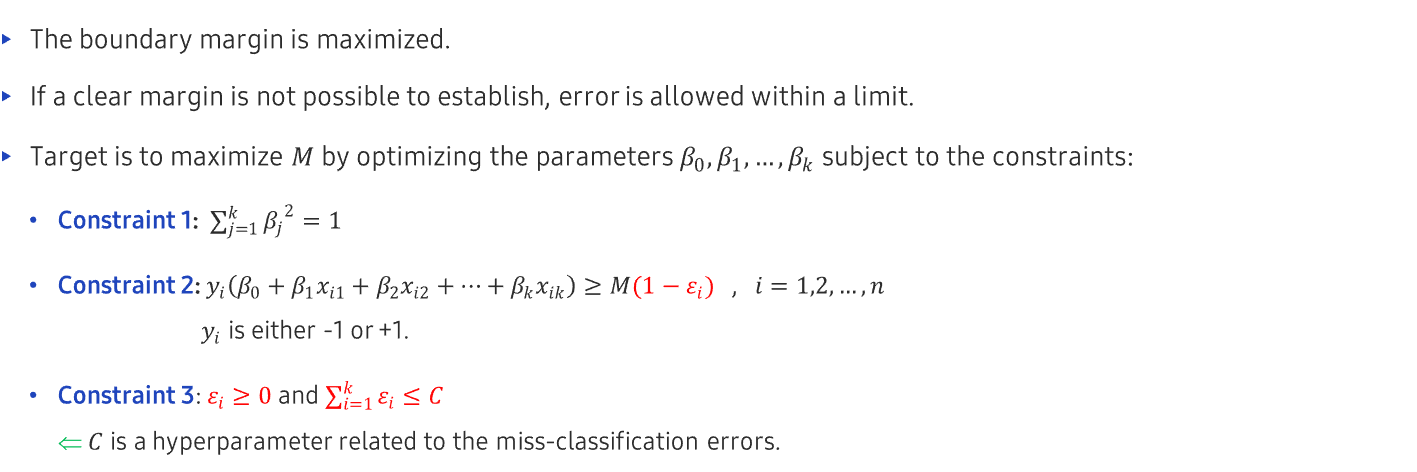 ▸ The boundary margin is maximized.
▸ If a clear margin is not possible to establish, error is allowed within a limit.
▸ Target is to maximize M by optimizing the parameters β₀, β₁, … , βₖ subject to the constraints:
• Constraint 1: ∑ⱼ₌₁ᵏ βⱼ² = 1
• Constraint 2: yᵢ(β₀ + β₁xᵢ₁ + β₂xᵢ₂ + ⋯ + βₖxᵢₖ) ≥ M(1 − εᵢ) , i = 1,2, … , n
yᵢ is either -1 or +1.
• Constraint 3: εᵢ ≥ 0 and ∑ᵢ₌₁ᵏ εᵢ ≤ C
⇐ C is a hyperparameter related to the miss-classification errors.